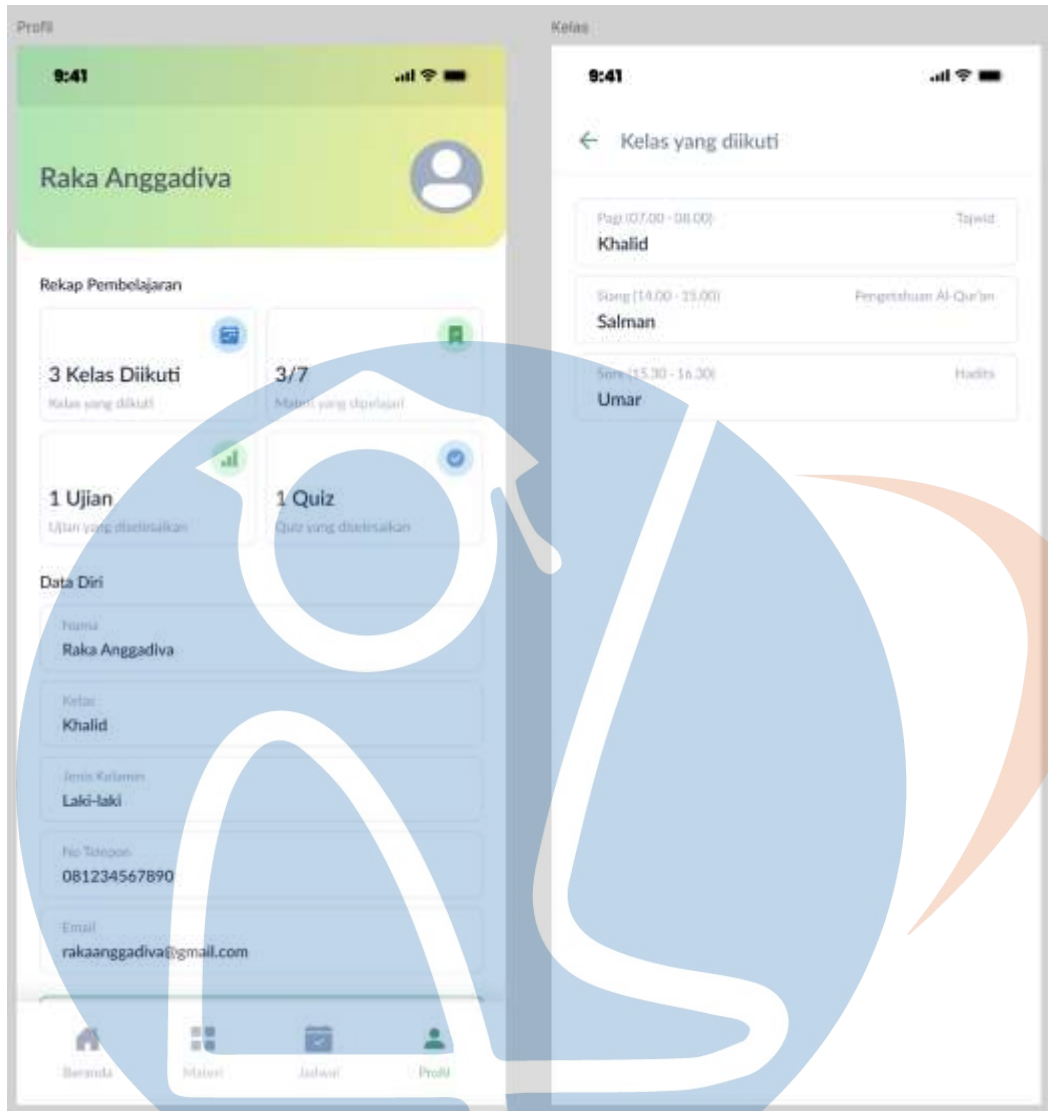 Profil
9:41
Raka Anggadiva
Rekap Pembelajaran
3 Kelas Diikuti
Kelas yang diikuti
3/7
Materi yang dipelajari
1 Ujian
Ujian yang diselesaikan
1 Quiz
Quiz yang diselesaikan
Data Diri
Nama
Raka Anggadiva
Kelas
Khalid
Jenis Kelamin
Laki-laki
No Telepon
081234567890
Email
rakaanggadiva@gmail.com
Beranda
Materi
Jadwal
Profil
Kelas
9:41
Kelas yang diikuti
Pagi (07.00 - 08.00)
Tajwid
Khalid
Siang (14.00 - 15.00)
Pengetahuan Al-Qur'an
Salman
Sore (15.30 - 16.30)
Hadits
Umar